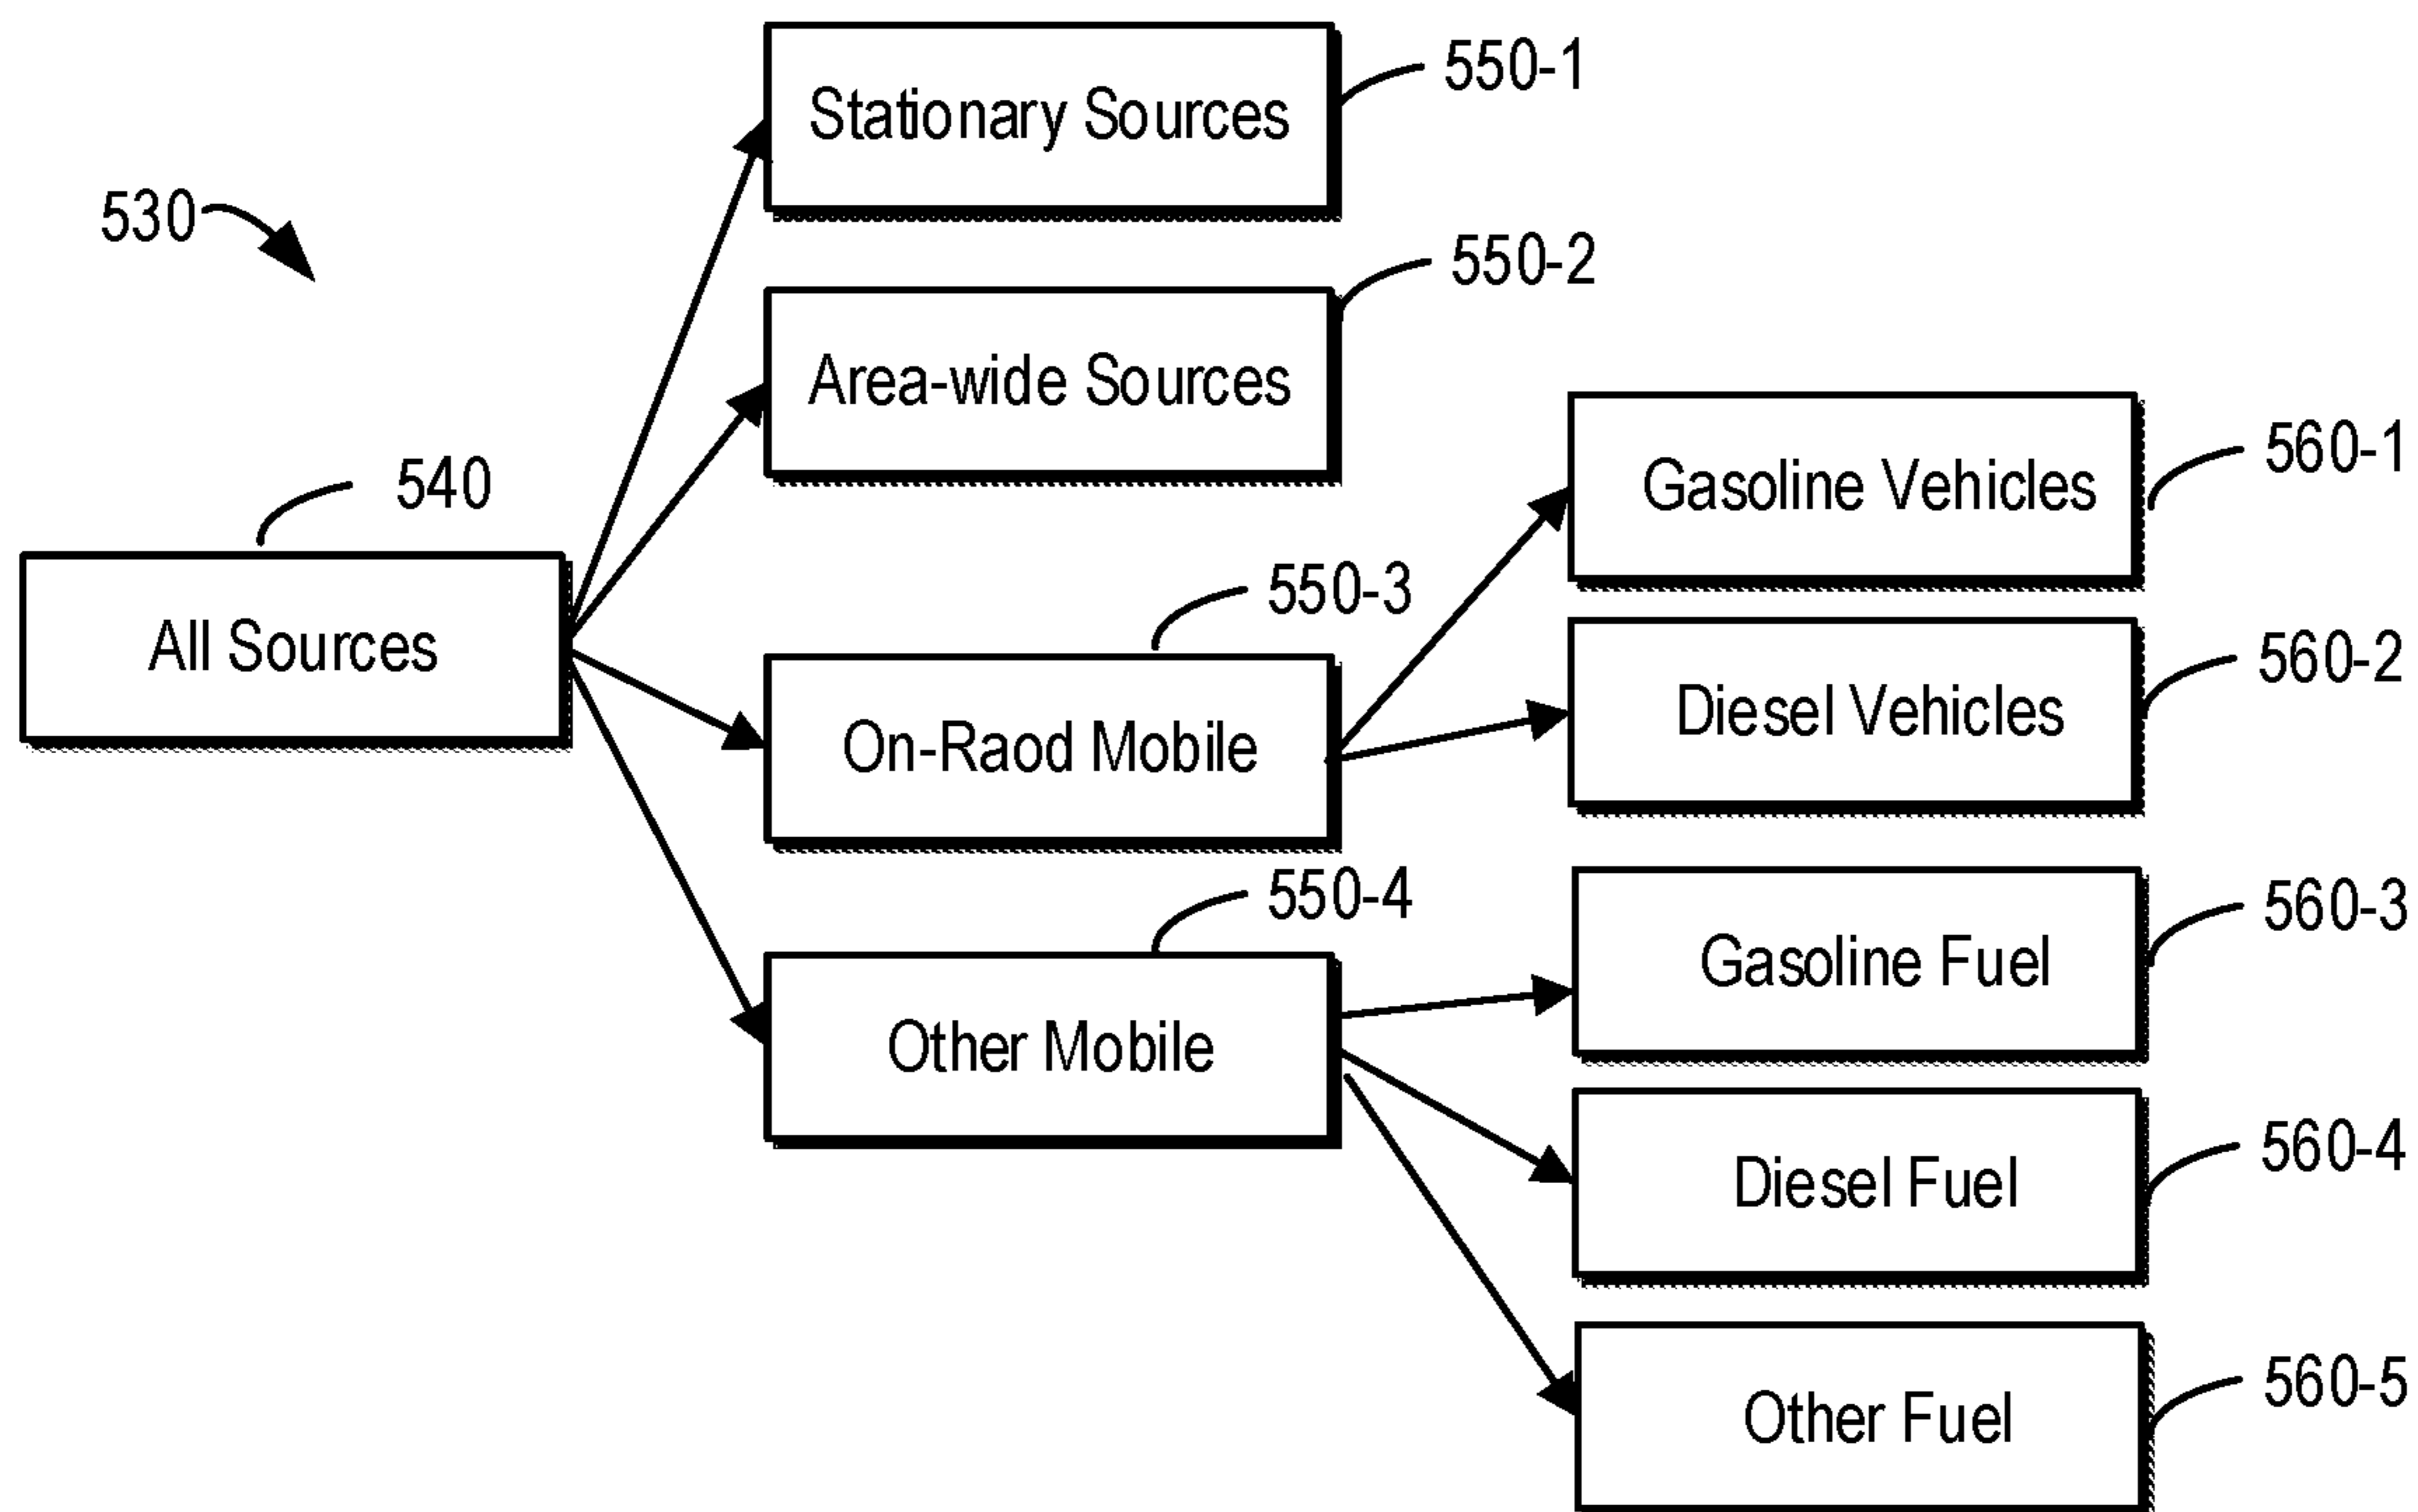 550-1
Stationary Sources
530
550-2
Area-wide Sources
560-1
Gasoline Vehicles
540
All Sources
550-3
On-Raod Mobile
560-2
Diesel Vehicles
550-4
Other Mobile
560-3
Gasoline Fuel
560-4
Diesel Fuel
560-5
Other Fuel